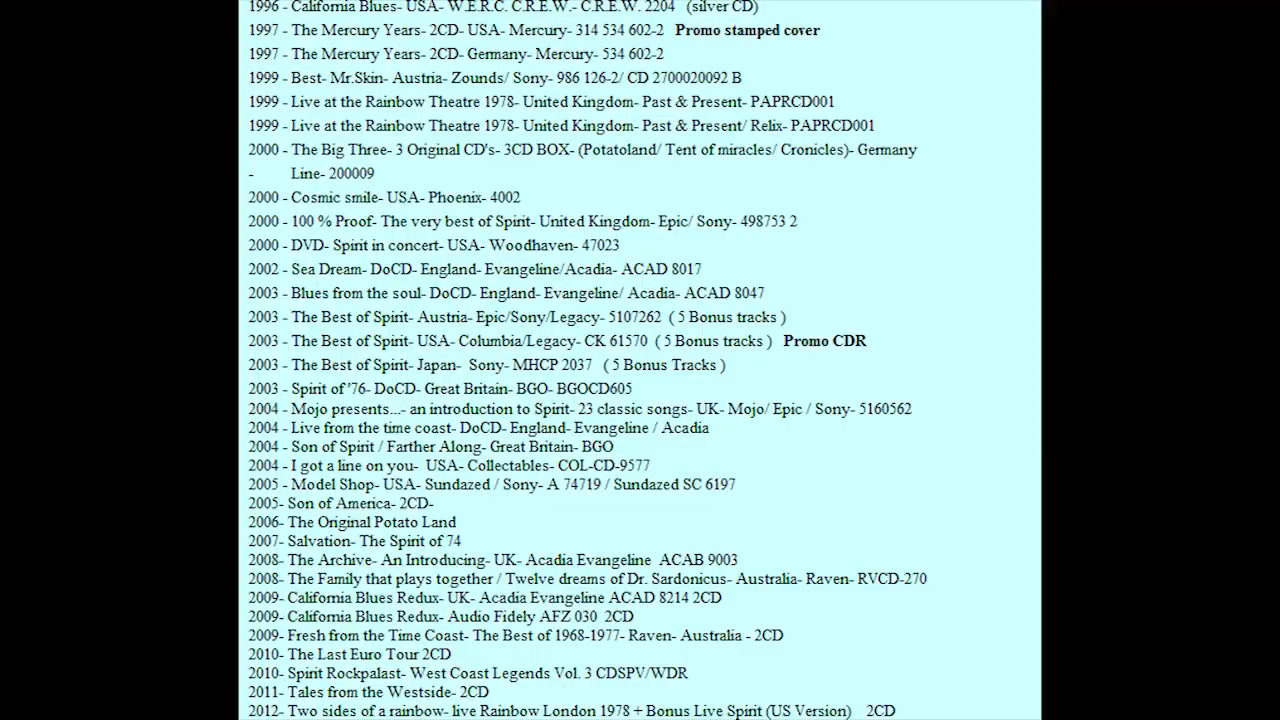 1996 - California Blues- USA- W.E.R.C. C.R.E.W.- C.R.E.W. 2204   (silver CD)
1997 - The Mercury Years- 2CD- USA- Mercury- 314 534 602-2   Promo stamped cover
1997 - The Mercury Years- 2CD- Germany- Mercury- 534 602-2
1999 - Best- Mr.Skin- Austria- Zounds/ Sony- 986 126-2/ CD 2700020092 B
1999 - Live at the Rainbow Theatre 1978- United Kingdom- Past & Present- PAPRCD001
1999 - Live at the Rainbow Theatre 1978- United Kingdom- Past & Present/ Relix- PAPRCD001
2000 - The Big Three- 3 Original CD's- 3CD BOX- (Potatoland/ Tent of miracles/ Cronicles)- Germany
-        Line- 200009
2000 - Cosmic smile- USA- Phoenix- 4002
2000 - 100 % Proof- The very best of Spirit- United Kingdom- Epic/ Sony- 498753 2
2000 - DVD- Spirit in concert- USA- Woodhaven- 47023
2002 - Sea Dream- DoCD- England- Evangeline/Acadia- ACAD 8017
2003 - Blues from the soul- DoCD- England- Evangeline/ Acadia- ACAD 8047
2003 - The Best of Spirit- Austria- Epic/Sony/Legacy- 5107262  ( 5 Bonus tracks )
2003 - The Best of Spirit- USA- Columbia/Legacy- CK 61570  ( 5 Bonus tracks )   Promo CDR
2003 - The Best of Spirit- Japan-  Sony- MHCP 2037   ( 5 Bonus Tracks )
2003 - Spirit of '76- DoCD- Great Britain- BGO- BGOCD605
2004 - Mojo presents...- an introduction to Spirit- 23 classic songs- UK- Mojo/ Epic / Sony- 5160562
2004 - Live from the time coast- DoCD- England- Evangeline / Acadia
2004 - Son of Spirit / Farther Along- Great Britain- BGO
2004 - I got a line on you-  USA- Collectables- COL-CD-9577
2005 - Model Shop- USA- Sundazed / Sony- A 74719 / Sundazed SC 6197
2005- Son of America- 2CD-
2006- The Original Potato Land
2007- Salvation- The Spirit of 74
2008- The Archive- An Introducing- UK- Acadia Evangeline  ACAB 9003
2008- The Family that plays together / Twelve dreams of Dr. Sardonicus- Australia- Raven- RVCD-270
2009- California Blues Redux- UK- Acadia Evangeline ACAD 8214 2CD
2009- California Blues Redux- Audio Fidely AFZ 030  2CD
2009- Fresh from the Time Coast- The Best of 1968-1977- Raven- Australia - 2CD
2010- The Last Euro Tour 2CD
2010- Spirit Rockpalast- West Coast Legends Vol. 3 CDSPV/WDR
2011- Tales from the Westside- 2CD
2012- Two sides of a rainbow- live Rainbow London 1978 + Bonus Live Spirit (US Version)    2CD